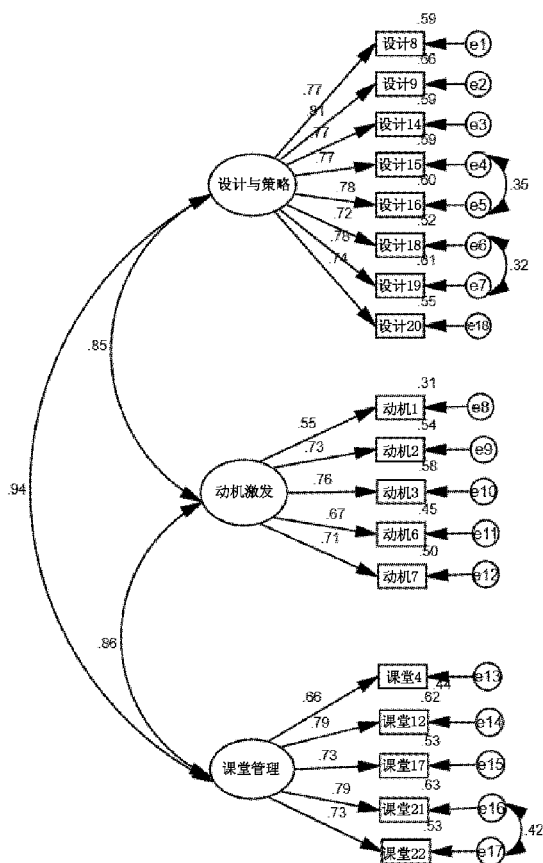 .59
设计8
e1
.66
.77
设计9
e2
.81
.59
设计14
e3
.77
.59
设计15
e4
.77
.60
.35
设计与策略
.78
设计16
e5
.52
.72
设计18
e6
.78
.61
.32
设计19
e7
.74
.55
设计20
e18
.85
.31
动机1
e8
.55
.54
.73
动机2
e9
.58
.94
动机激发
.76
动机3
e10
.45
.67
动机6
e11
.71
.50
动机7
e12
.86
课堂4
e13
.44
.66
.62
.79
课堂12
e14
.53
课堂管理
.73
课堂17
e15
.63
.79
课堂21
e16
.73
.53
.42
课堂22
e17